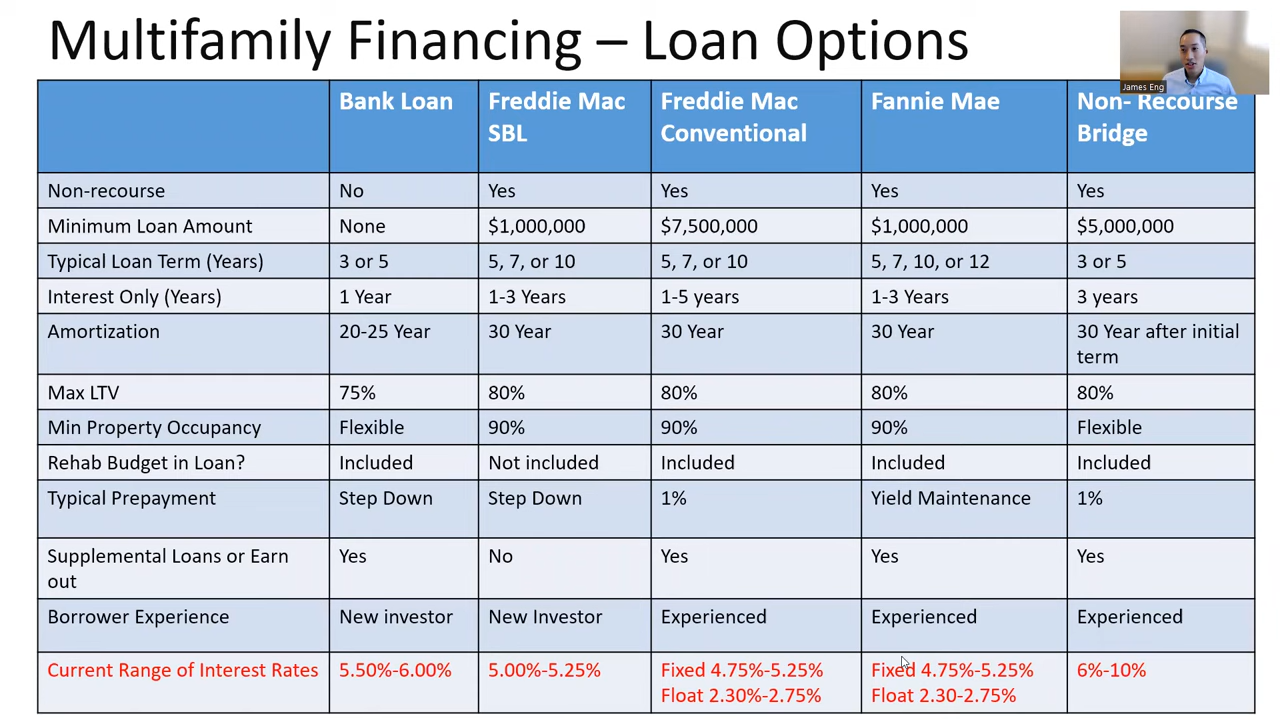 Multifamily Financing – Loan Options
James Eng
Bank Loan
Freddie Mac
SBL
Freddie Mac
Conventional
Fannie Mae
Non- Recourse
Bridge
Non-recourse
No
Yes
Yes
Yes
Yes
Minimum Loan Amount
None
$1,000,000
$7,500,000
$1,000,000
$5,000,000
Typical Loan Term (Years)
3 or 5
5, 7, or 10
5, 7, or 10
5, 7, 10, or 12
3 or 5
Interest Only (Years)
1 Year
1-3 Years
1-5 years
1-3 Years
3 years
Amortization
20-25 Year
30 Year
30 Year
30 Year
30 Year after initial
term
Max LTV
75%
80%
80%
80%
80%
Min Property Occupancy
Flexible
90%
90%
90%
Flexible
Rehab Budget in Loan?
Included
Not included
Included
Included
Included
Typical Prepayment
Step Down
Step Down
1%
Yield Maintenance
1%
Supplemental Loans or Earn
out
Yes
No
Yes
Yes
Yes
Borrower Experience
New investor
New Investor
Experienced
Experienced
Experienced
Current Range of Interest Rates
5.50%-6.00%
5.00%-5.25%
Fixed 4.75%-5.25%
Float 2.30%-2.75%
Fixed 4.75%-5.25%
Float 2.30-2.75%
6%-10%